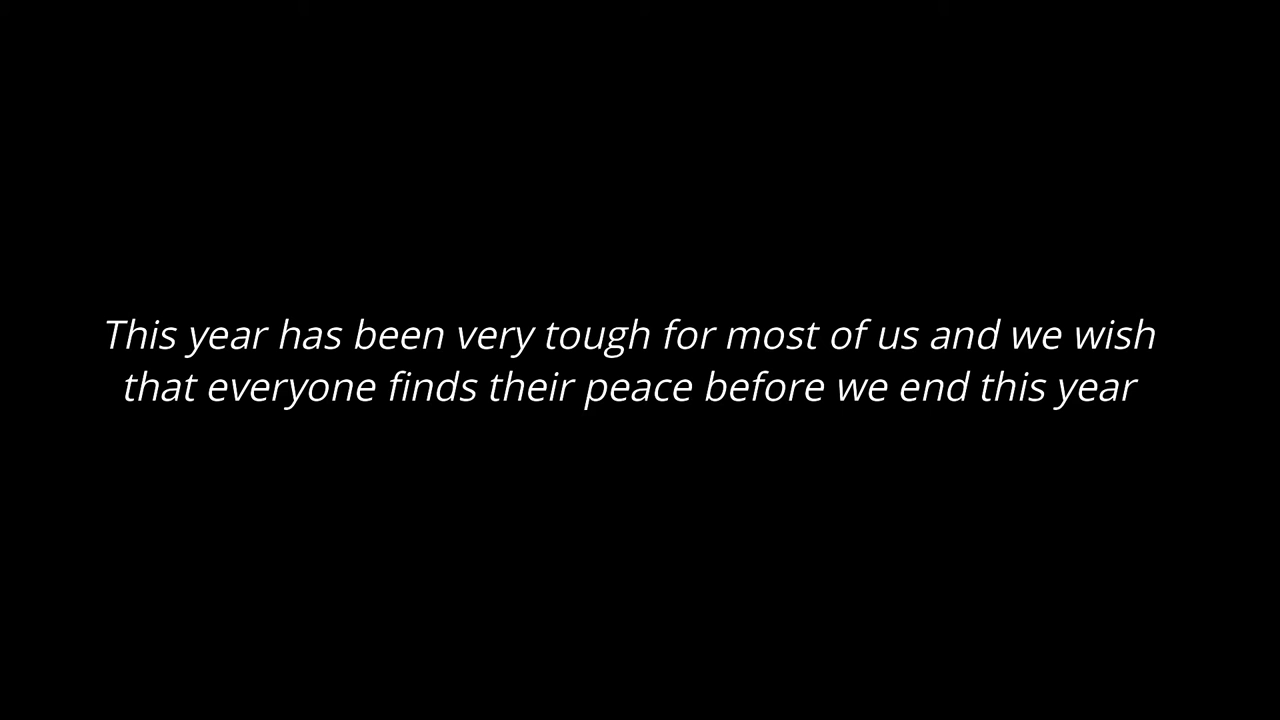 This year has been very tough for most of us and we wish
that everyone finds their peace before we end this year